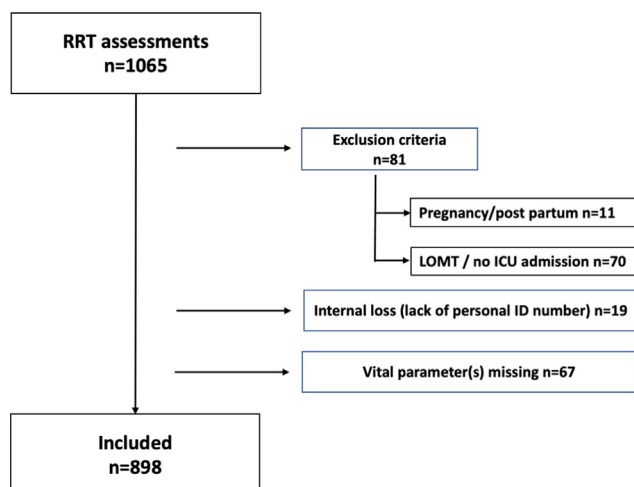 RRT assessments
n=1065
Exclusion criteria
n=81
Pregnancy/post partum n=11
LOMT / no ICU admission n=70
Internal loss (lack of personal ID number) n=19
Vital parameter(s) missing n=67
Included
n=898